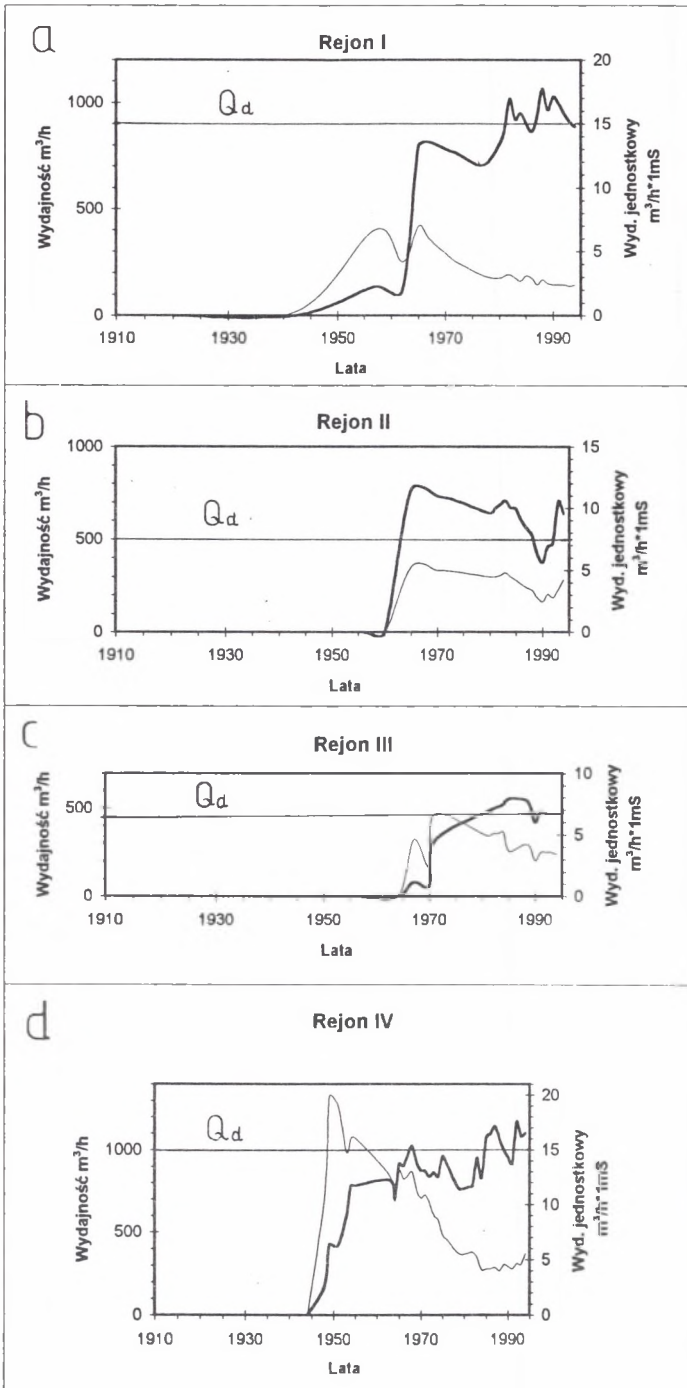 a
Rejon I
Wydajność m³/h
1000
500
0
Qd
20
15
10
5
0
Wyd. jednostkowy
m³/h*1mS
1910
1930
1950
1970
1990
Lata
b
Rejon II
Wydajność m³/h
1000
500
0
Qd
15
10
5
0
Wyd. jednostkowy
m³/h*1mS
1910
1930
1950
1970
1990
Lata
c
Rejon III
Wydajność m³/h
500
0
Qd
10
5
0
Wyd. jednostkowy
m³/h*1mS
1910
1930
1950
1970
1990
Lata
d
Rejon IV
Wydajność m³/h
1000
500
0
Qd
20
15
10
5
0
Wyd. jednostkowy
m³/h*1mS
1910
1930
1950
1970
1990
Lata